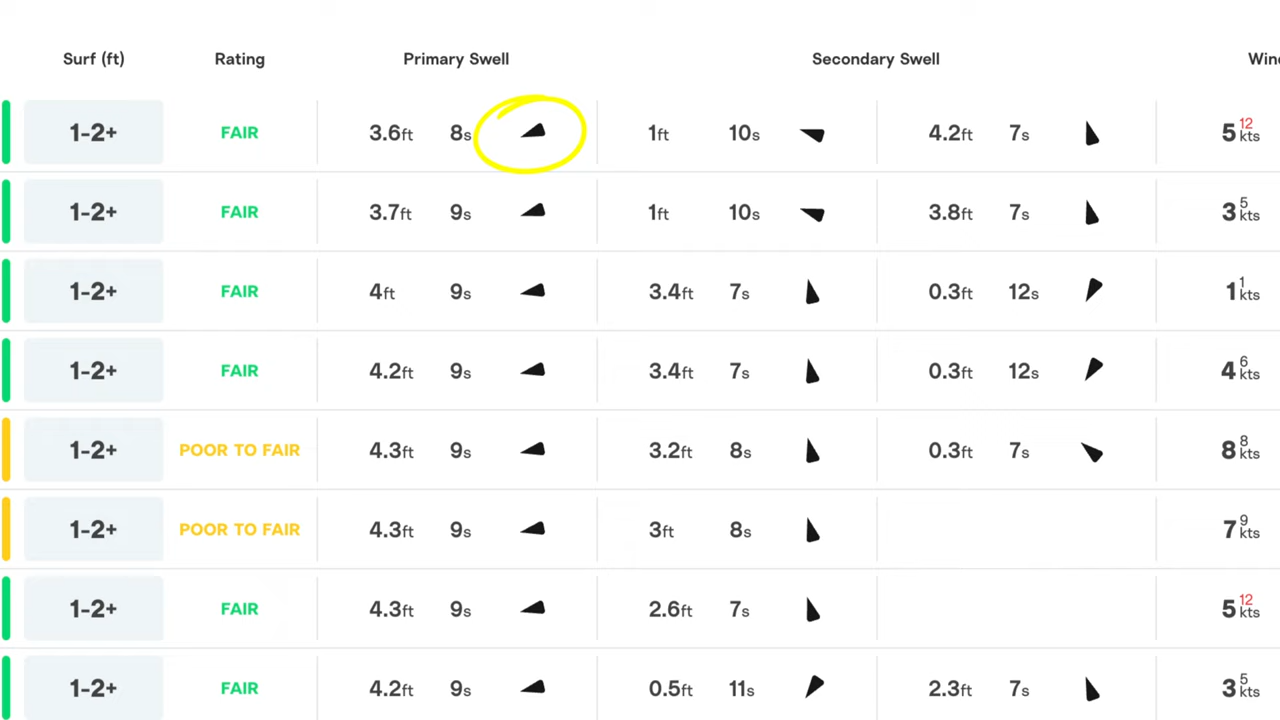 Surf (ft) Rating Primary Swell Secondary Swell
1-2+ FAIR 3.6ft 8s 1ft 10s 4.2ft 7s 5 12 kts
1-2+ FAIR 3.7ft 9s 1ft 10s 3.8ft 7s 3 5 kts
1-2+ FAIR 4ft 9s 3.4ft 7s 0.3ft 12s 1 1 kts
1-2+ FAIR 4.2ft 9s 3.4ft 7s 0.3ft 12s 4 6 kts
1-2+ POOR TO FAIR 4.3ft 9s 3.2ft 8s 0.3ft 7s 8 8 kts
1-2+ POOR TO FAIR 4.3ft 9s 3ft 8s 7 9 kts
1-2+ FAIR 4.3ft 9s 2.6ft 7s 5 12 kts
1-2+ FAIR 4.2ft 9s 0.5ft 11s 2.3ft 7s 3 5 kts